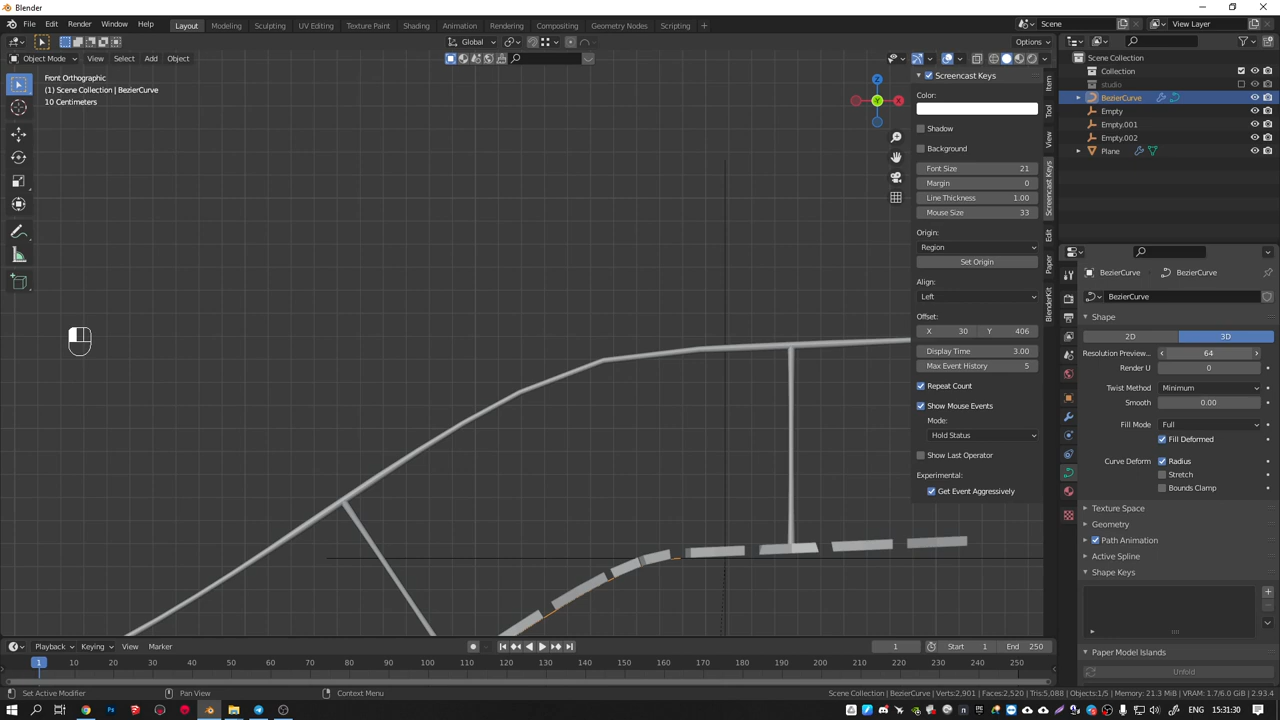 Blender
File Edit Render Window Help Layout Modeling Sculpting UV Editing Texture Paint Shading Animation Rendering Compositing Geometry Nodes Scripting + Scene View Layer
Global Options
Object Mode View Select Add Object
Front Orthographic
(1) Scene Collection | BezierCurve
10 Centimeters
Z
Y
X
Screencast Keys
Color:
Shadow
Background
Font Size 21
Margin 0
Line Thickness 1.00
Mouse Size 33
Origin:
Region
Set Origin
Align:
Left
Offset:
X 30 Y 406
Display Time 3.00
Max Event History 5
Repeat Count
Show Mouse Events
Mode:
Hold Status
Show Last Operator
Experimental:
Get Event Aggressively
Item
Tool
View
Screencast Keys
Edit
Paper
BlenderKit
Scene Collection
Collection
studio
BezierCurve
Empty
Empty.001
Empty.002
Plane
BezierCurve BezierCurve
BezierCurve
Shape
2D 3D
Resolution Preview... 64
Render U 0
Twist Method Minimum
Smooth 0.00
Fill Mode Full
Fill Deformed
Curve Deform Radius
Stretch
Bounds Clamp
Texture Space
Geometry
Path Animation
Active Spline
Shape Keys
Paper Model Islands
Unfold
Playback Keying View Marker 1 Start 1 End 250
1 10 20 30 40 50 60 70 80 90 100 110 120 130 140 150 160 170 180 190 200 210 220 230 240 250
Set Active Modifier Pan View Context Menu Scene Collection | BezierCurve | Verts:2,901 | Faces:2,520 | Tris:5,088 | Objects:1/5 | Memory: 21.3 MiB | VRAM: 1.7/6.0 GiB | 2.93.4
ENG 15:31:30